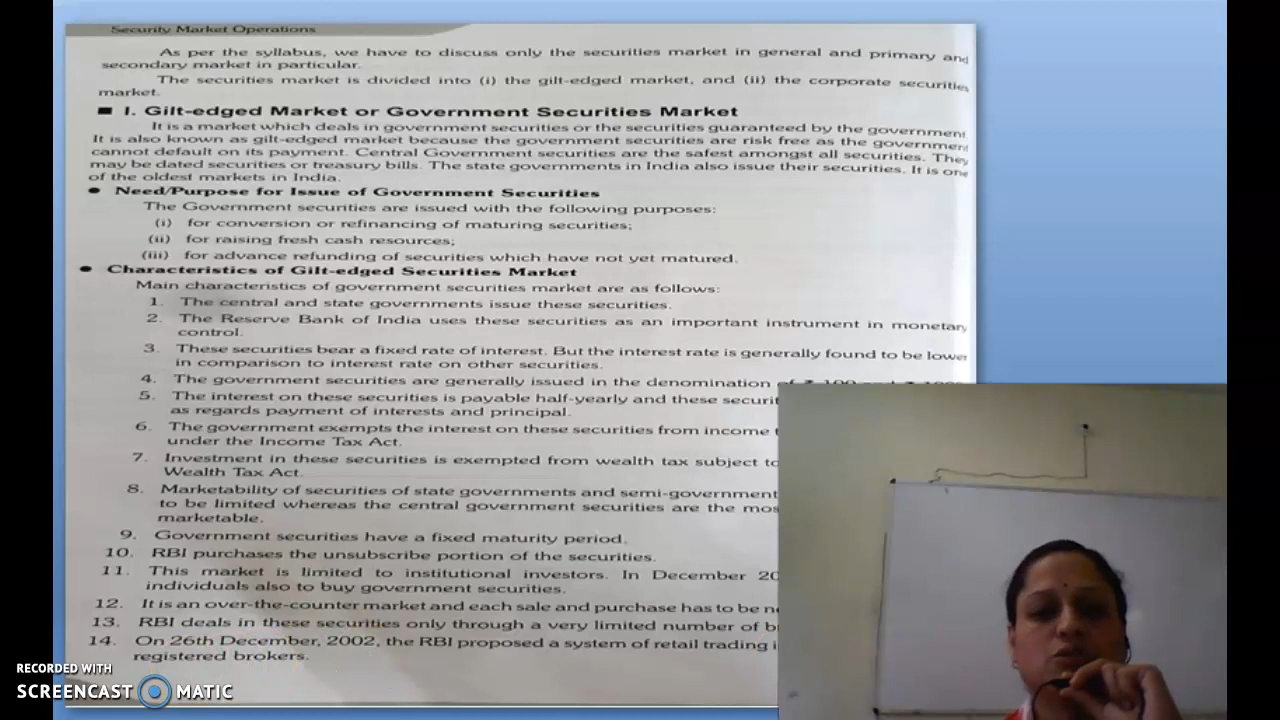 Security Market Operations
As per the syllabus, we have to discuss only the securities market in general and primary and
secondary market in particular.
The securities market is divided into (i) the gilt-edged market, and (ii) the corporate securities
market.
I. Gilt-edged Market or Government Securities Market
It is a market which deals in government securities or the securities guaranteed by the government.
It is also known as gilt-edged market because the government securities are risk free as the government
cannot default on its payment. Central Government securities are the safest amongst all securities. They
may be dated securities or treasury bills. The state governments in India also issue their securities. It is one
of the oldest markets in India.
• Need/Purpose for Issue of Government Securities
The Government securities are issued with the following purposes:
(i) for conversion or refinancing of maturing securities;
(ii) for raising fresh cash resources;
(iii) for advance refunding of securities which have not yet matured.
• Characteristics of Gilt-edged Securities Market
Main characteristics of government securities market are as follows:
1. The central and state governments issue these securities.
2. The Reserve Bank of India uses these securities as an important instrument in monetary
control.
3. These securities bear a fixed rate of interest. But the interest rate is generally found to be lower
in comparison to interest rate on other securities.
4. The government securities are generally issued in the denomination
5. The interest on these securities is payable half-yearly and these
as regards payment of interests and principal.
6. The government exempts the interest on these securities from income
under the Income Tax Act.
7. Investment in these securities is exempted from wealth tax subject to
Wealth Tax Act.
8. Marketability of securities of state governments and semi-government
to be limited whereas the central government securities are the
marketable.
9. Government securities have a fixed maturity period.
10. RBI purchases the unsubscribe portion of the securities.
11. This market is limited to institutional investors. In December
individuals also to buy government securities.
12. It is an over-the-counter market and each sale and purchase has to be
13. RBI deals in these securities only through a very limited number of
14. On 26th December, 2002, the RBI proposed a system of retail trading
registered brokers.
RECORDED WITH
SCREENCAST MATIC